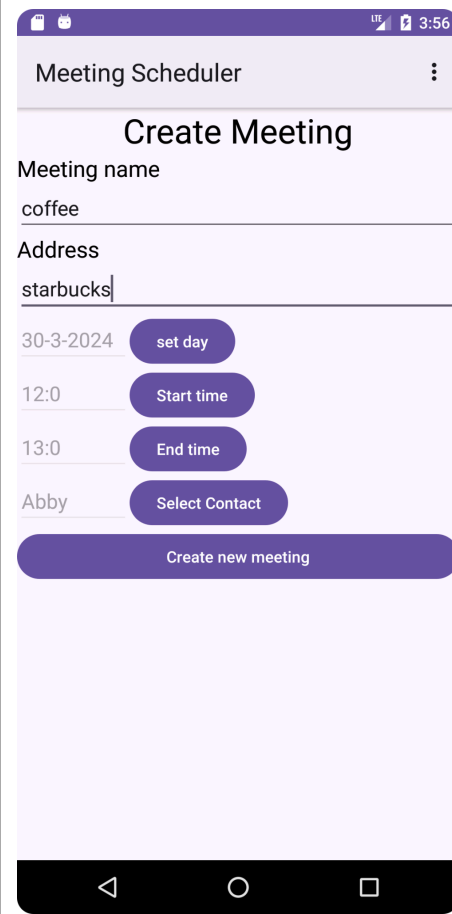 LTE 3:56
Meeting Scheduler
Create Meeting
Meeting name
coffee
Address
starbucks
30-3-2024 set day
12:0 Start time
13:0 End time
Abby Select Contact
Create new meeting